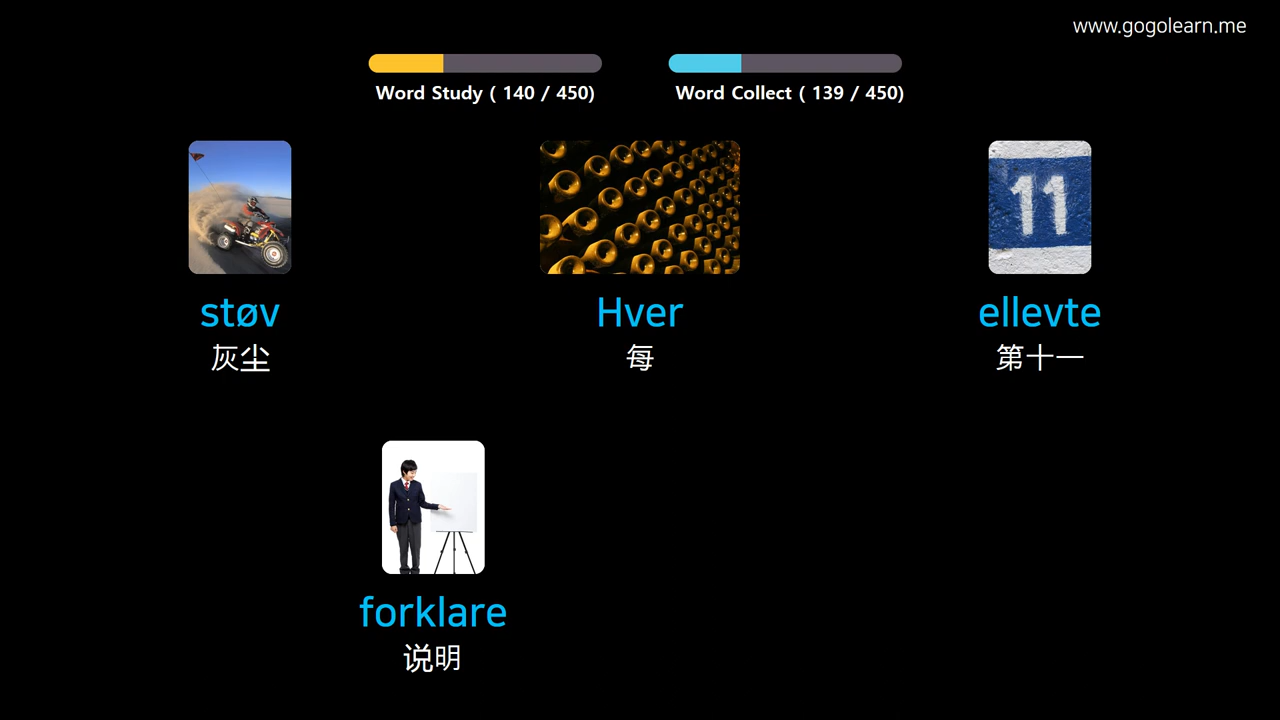 www.gogolearn.me
Word Study ( 140 / 450)
Word Collect ( 139 / 450)
11
støv
灰尘
Hver
每
ellevte
第十一
forklare
说明